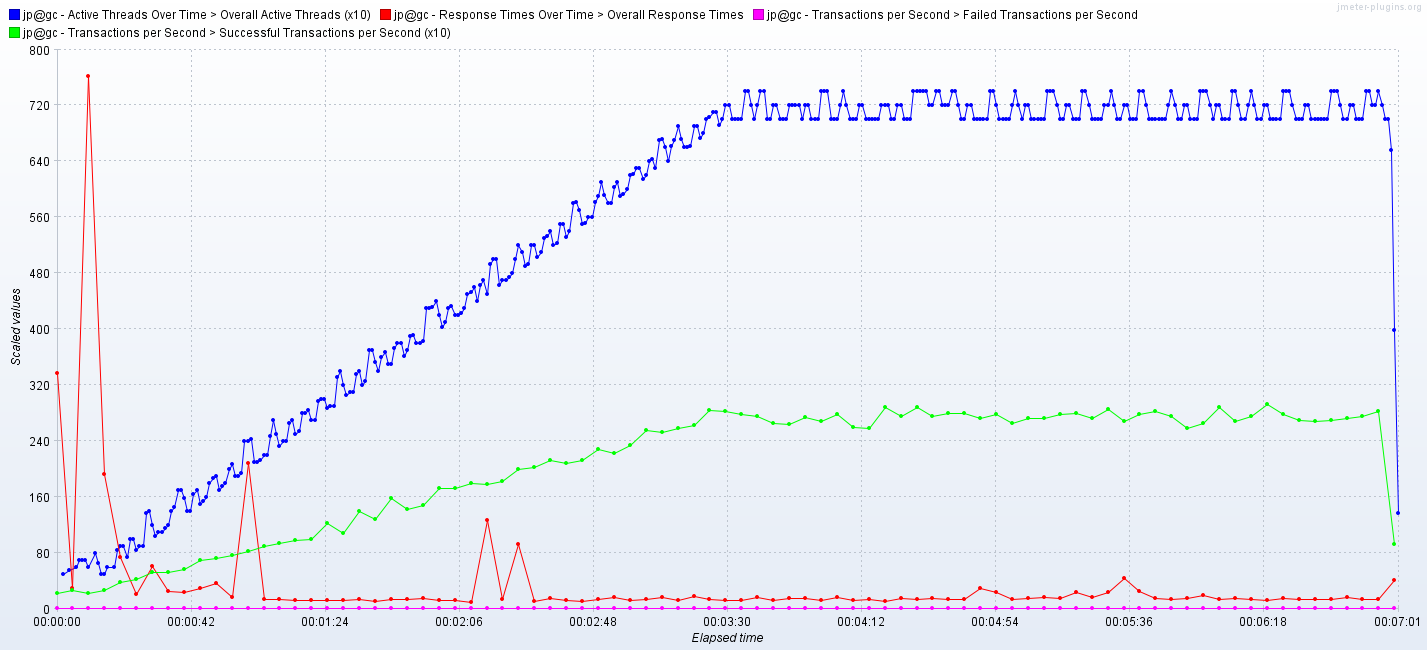 jp@gc - Active Threads Over Time > Overall Active Threads (x10) jp@gc - Response Times Over Time > Overall Response Times jp@gc - Transactions per Second > Failed Transactions per Second
jmeter-plugins.org
jp@gc - Transactions per Second > Successful Transactions per Second (x10)
800
720
640
560
480
400
320
240
160
80
0
Scaled values
00:00:00 00:00:42 00:01:24 00:02:06 00:02:48 00:03:30 00:04:12 00:04:54 00:05:36 00:06:18 00:07:01
Elapsed time